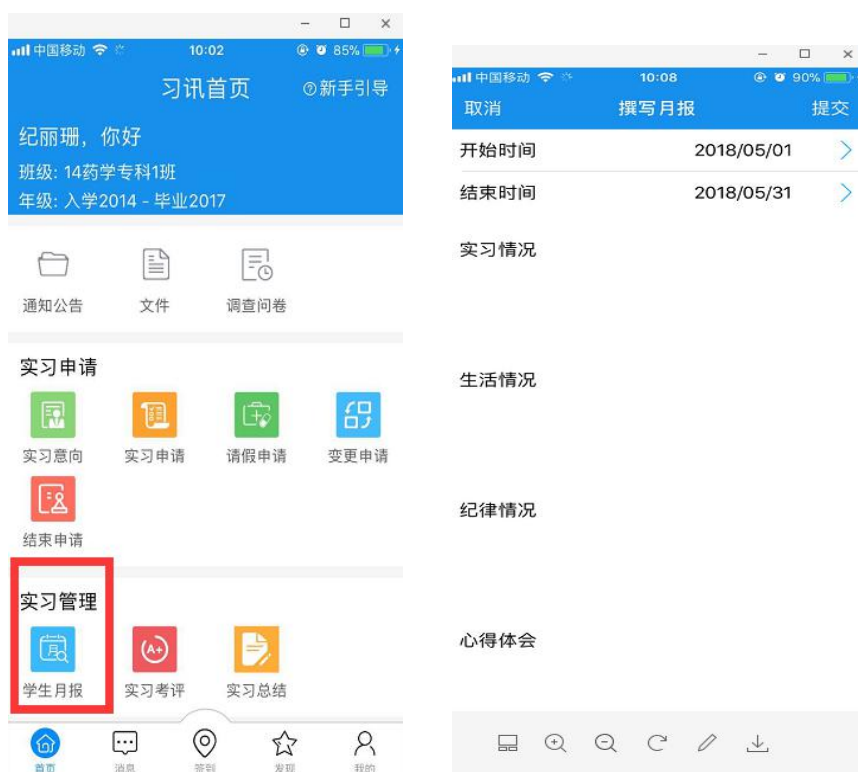 中国移动 10:02 85%
习讯首页 新手引导
纪丽珊，你好
班级: 14药学专科1班
年级: 入学2014 - 毕业2017
通知公告 文件 调查问卷
实习申请
实习意向 实习申请 请假申请 变更申请
结束申请
实习管理
月 A+
学生月报 实习考评 实习总结
首页 消息 签到 发现 我的
中国移动 10:08 90%
取消 撰写月报 提交
开始时间 2018/05/01
结束时间 2018/05/31
实习情况
生活情况
纪律情况
心得体会